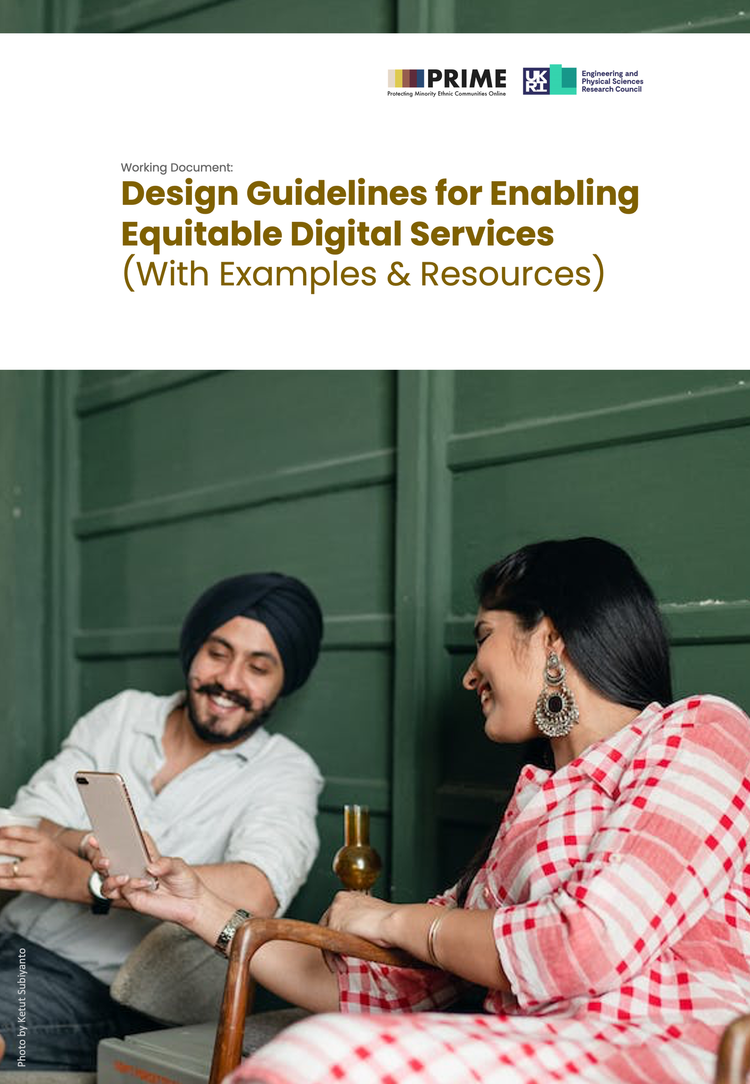 PRIME
Protecting Minority Ethnic Communities Online
UK
RI
Engineering and
Physical Sciences
Research Council
Working Document:
Design Guidelines for Enabling
Equitable Digital Services
(With Examples & Resources)
Photo by Ketut Subiyanto